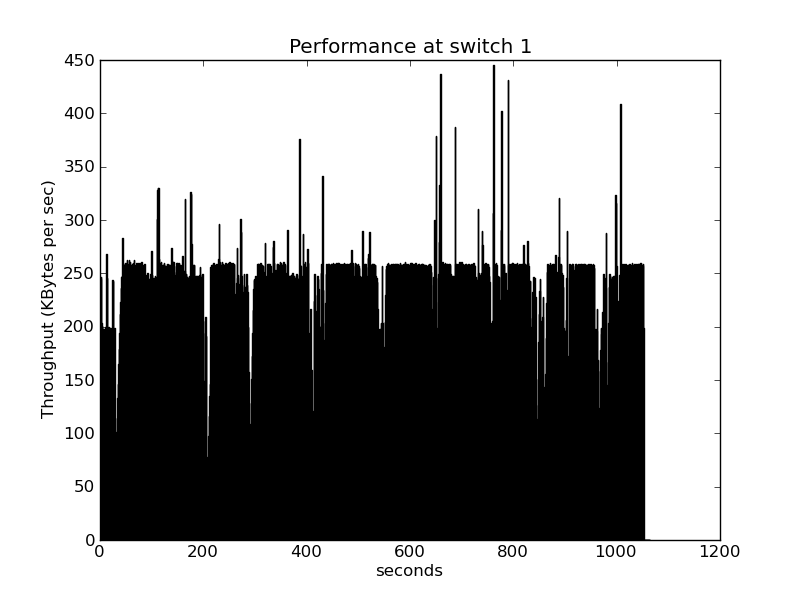 Performance at switch 1
Throughput (KBytes per sec)
450
400
350
300
250
200
150
100
50
0
0 200 400 600 800 1000 1200
seconds